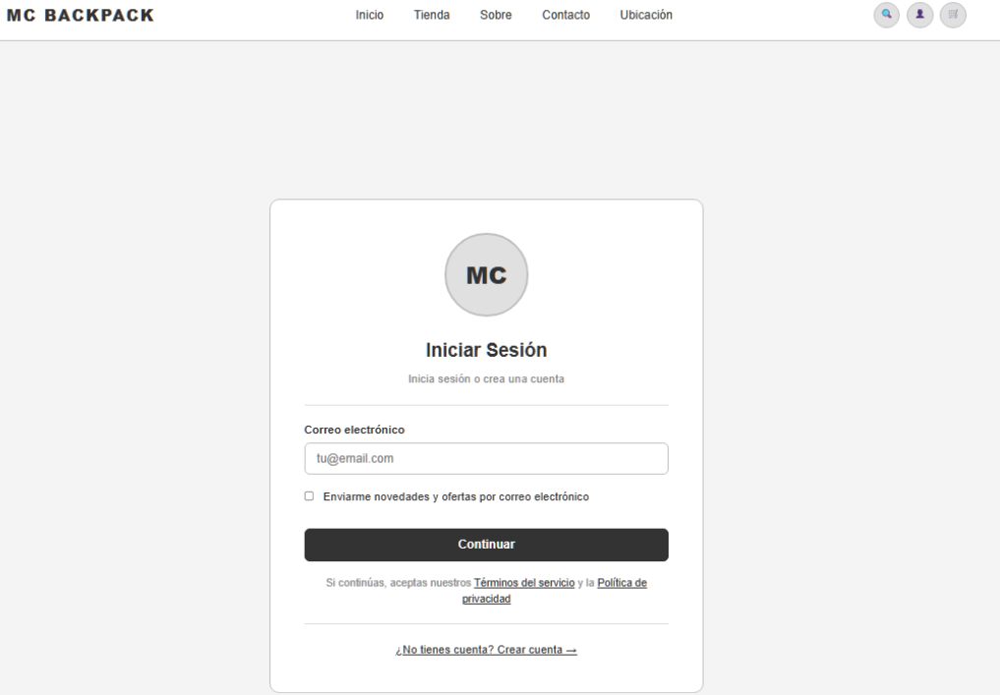 MC BACKPACK
Inicio Tienda Sobre Contacto Ubicación
MC
Iniciar Sesión
Inicia sesión o crea una cuenta
Correo electrónico
tu@email.com
Enviarme novedades y ofertas por correo electrónico
Continuar
Si continúas, aceptas nuestros Términos del servicio y la Política de
privacidad
¿No tienes cuenta? Crear cuenta →